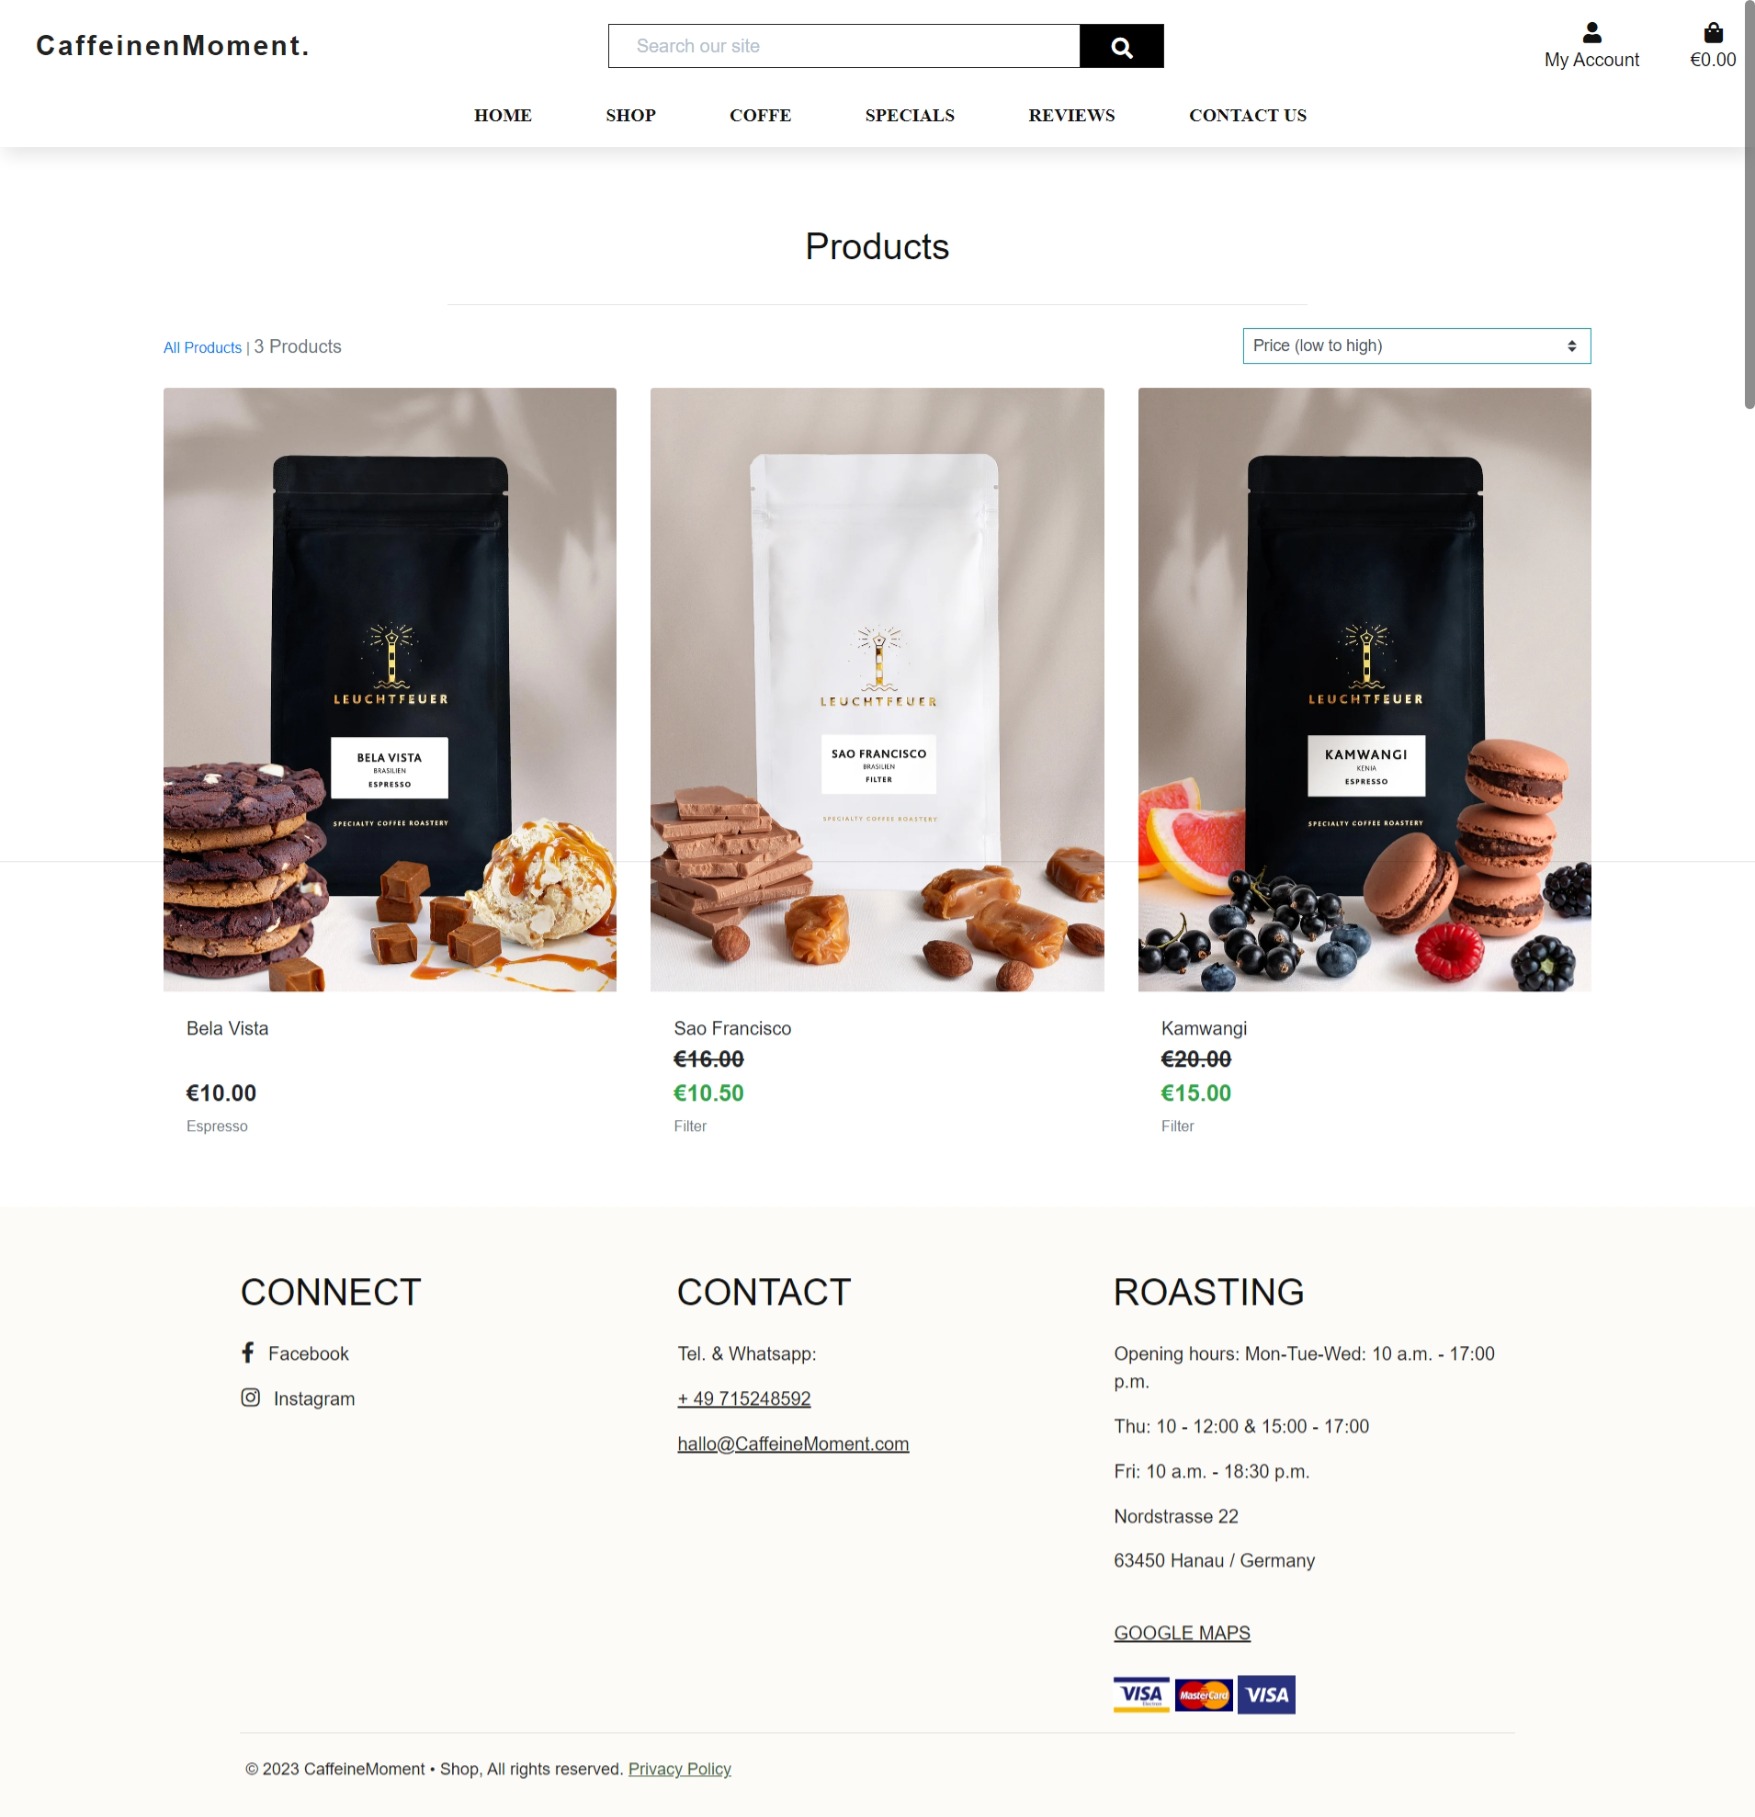 CaffeinenMoment.
Search our site
My Account
€0.00
HOME
SHOP
COFFE
SPECIALS
REVIEWS
CONTACT US
Products
All Products | 3 Products
Price (low to high)
LEUCHTFEUER
BELA VISTA
BRASILIEN
ESPRESSO
SPECIALTY COFFEE ROASTERY
LEUCHTFEUER
SAO FRANCISCO
BRASILIEN
FILTER
SPECIALTY COFFEE ROASTERY
LEUCHTFEUER
KAMWANGI
KENIA
ESPRESSO
SPECIALTY COFFEE ROASTERY
Bela Vista
€10.00
Espresso
Sao Francisco
€16.00
€10.50
Filter
Kamwangi
€20.00
€15.00
Filter
CONNECT
Facebook
Instagram
CONTACT
Tel. & Whatsapp:
+ 49 715248592
hallo@CaffeineMoment.com
ROASTING
Opening hours: Mon-Tue-Wed: 10 a.m. - 17:00
p.m.
Thu: 10 - 12:00 & 15:00 - 17:00
Fri: 10 a.m. - 18:30 p.m.
Nordstrasse 22
63450 Hanau / Germany
GOOGLE MAPS
VISA
Electron
MasterCard
VISA
© 2023 CaffeineMoment • Shop, All rights reserved. Privacy Policy